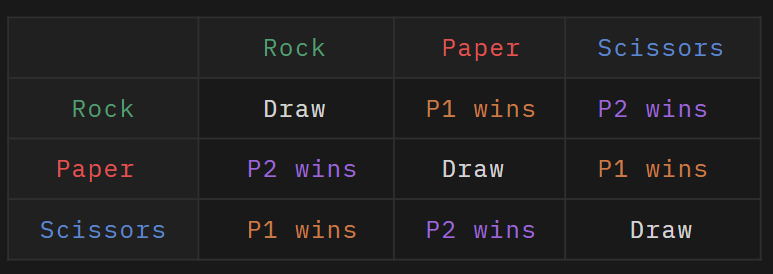 Rock Paper Scissors
Rock Draw P1 wins P2 wins
Paper P2 wins Draw P1 wins
Scissors P1 wins P2 wins Draw